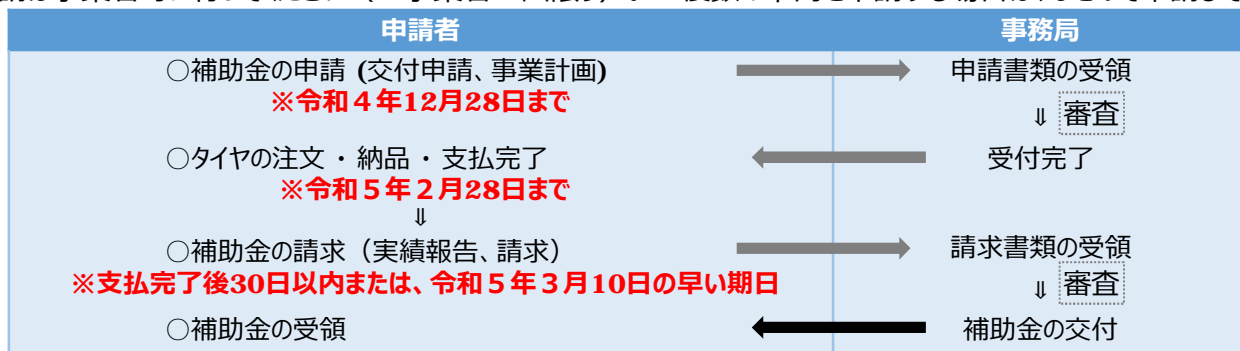 申請者 事務局
○補助金の申請 (交付申請、事業計画) 申請書類の受領
※令和４年12月28日まで
⇓ 審査
○タイヤの注文 ・ 納品 ・ 支払完了 受付完了
※令和５年２月28日まで
⇓
○補助金の請求（実績報告、請求） 請求書類の受領
※支払完了後30日以内または、令和５年３月10日の早い期日
⇓ 審査
○補助金の受領 補助金の交付